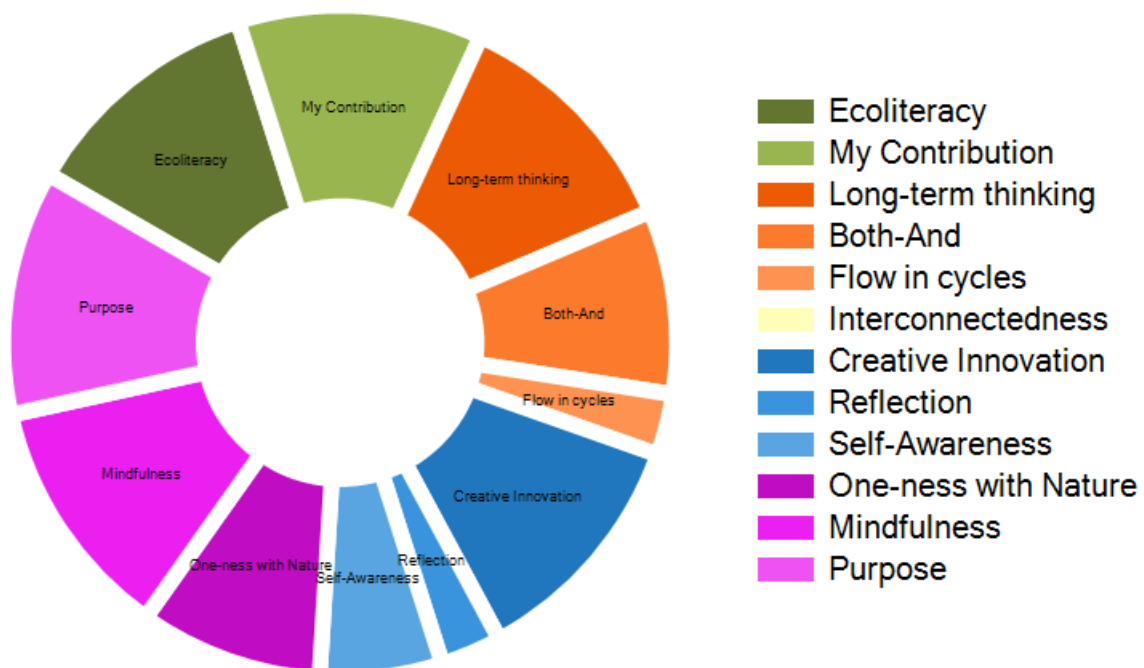 My Contribution
Ecoliteracy
Long-term thinking
Purpose
Both-And
Flow in cycles
Mindfulness
Creative Innovation
One-ness with Nature
Reflection
Self-Awareness
Ecoliteracy
My Contribution
Long-term thinking
Both-And
Flow in cycles
Interconnectedness
Creative Innovation
Reflection
Self-Awareness
One-ness with Nature
Mindfulness
Purpose